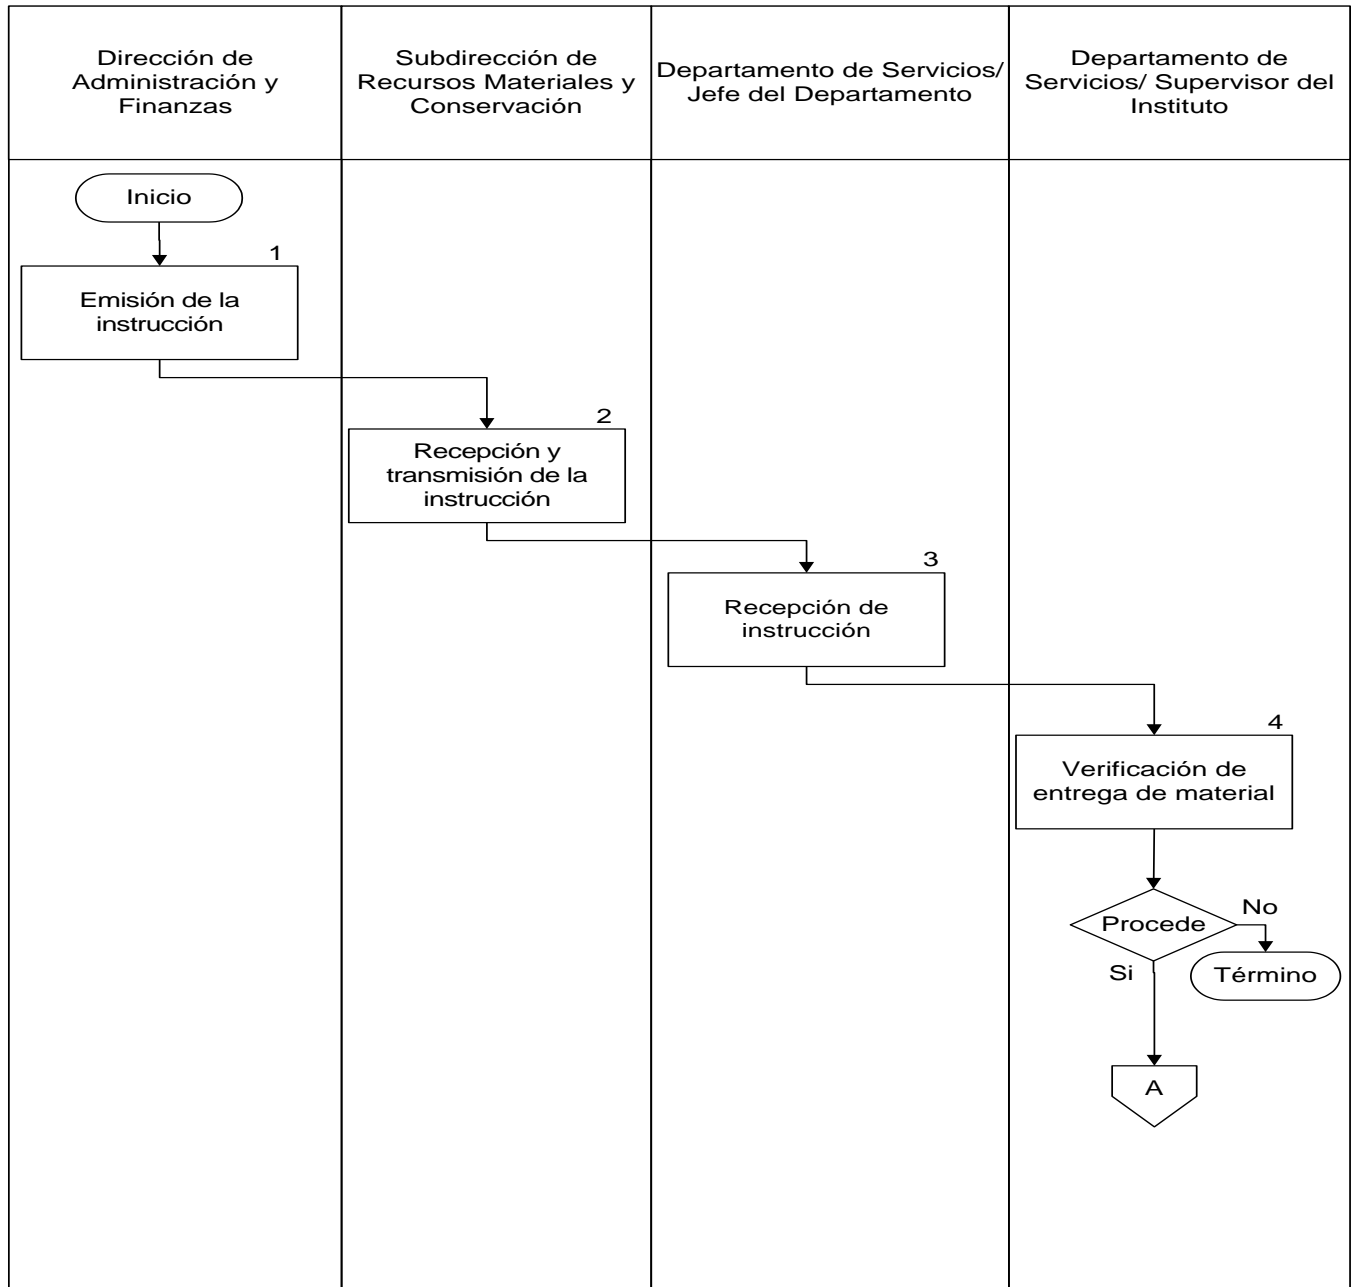 Dirección de
Administración y
Finanzas
Subdirección de
Recursos Materiales y
Conservación
Departamento de Servicios/
Jefe del Departamento
Departamento de
Servicios/ Supervisor del
Instituto
Inicio
1
Emisión de la
instrucción
2
Recepción y
transmisión de la
instrucción
3
Recepción de
instrucción
4
Verificación de
entrega de material
Procede
No
Si
Término
A